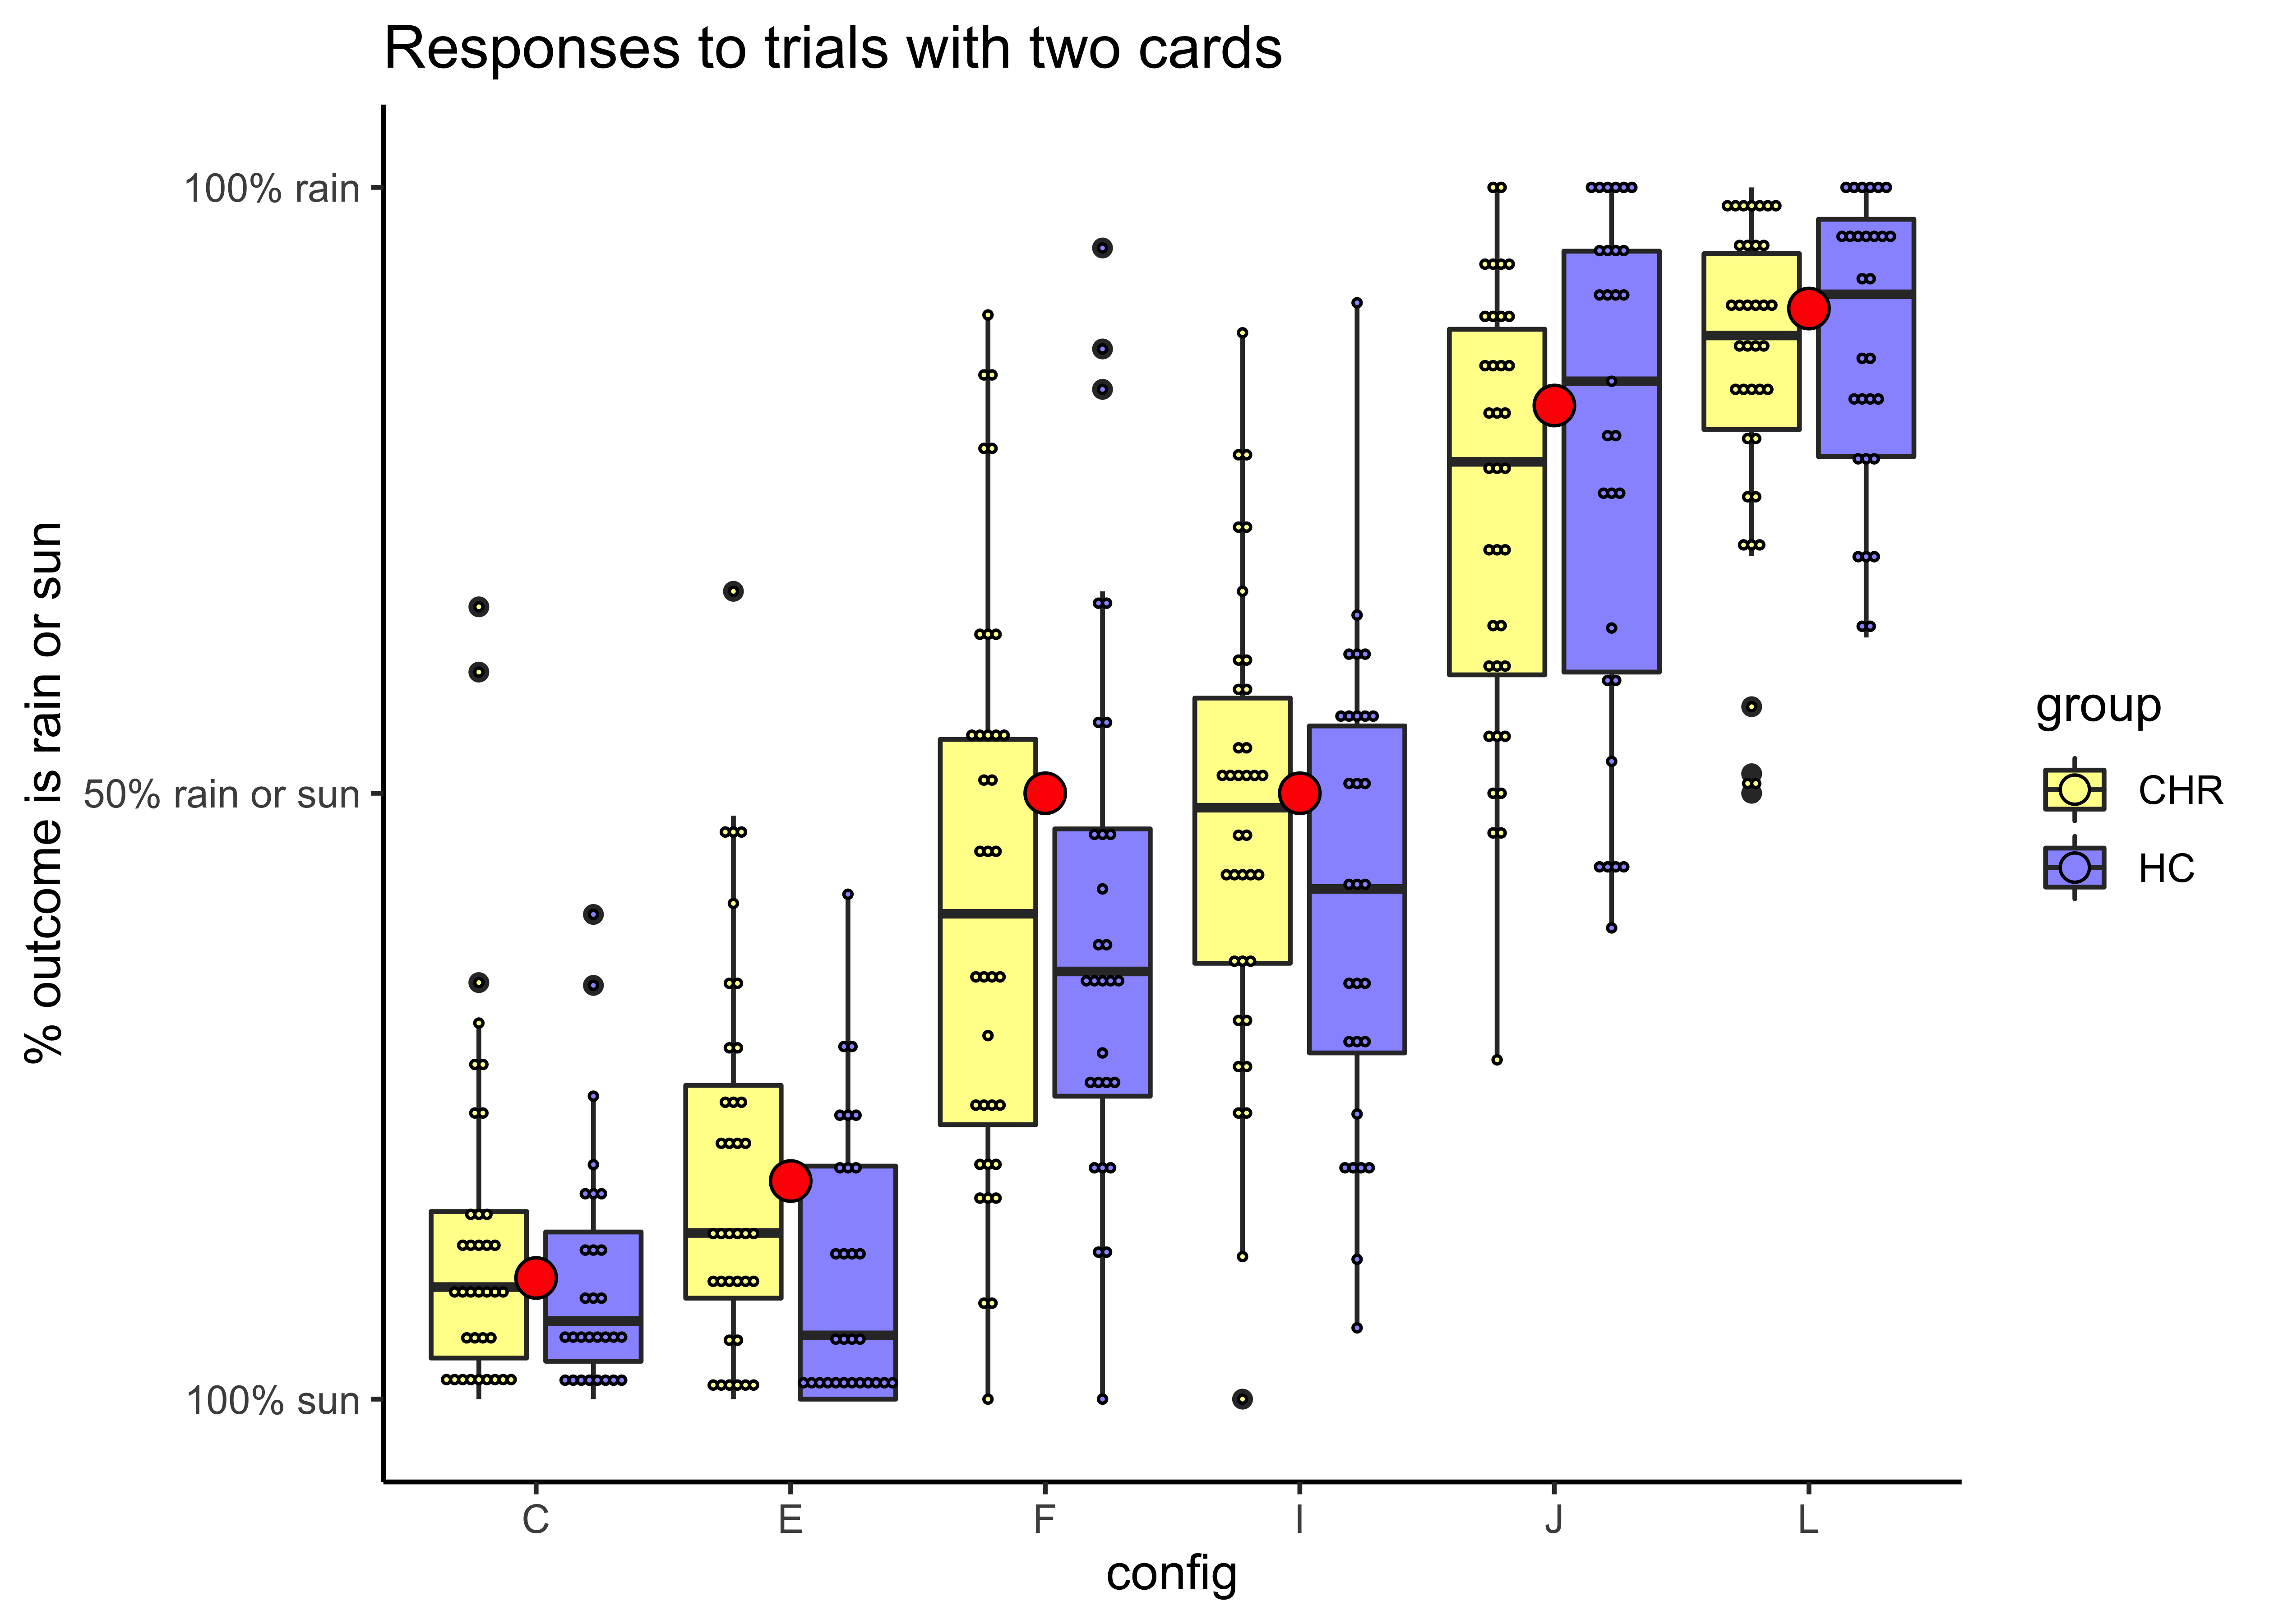 Responses to trials with two cards
% outcome is rain or sun
100% rain
50% rain or sun
100% sun
C
E
F
I
J
L
config
group
CHR
HC